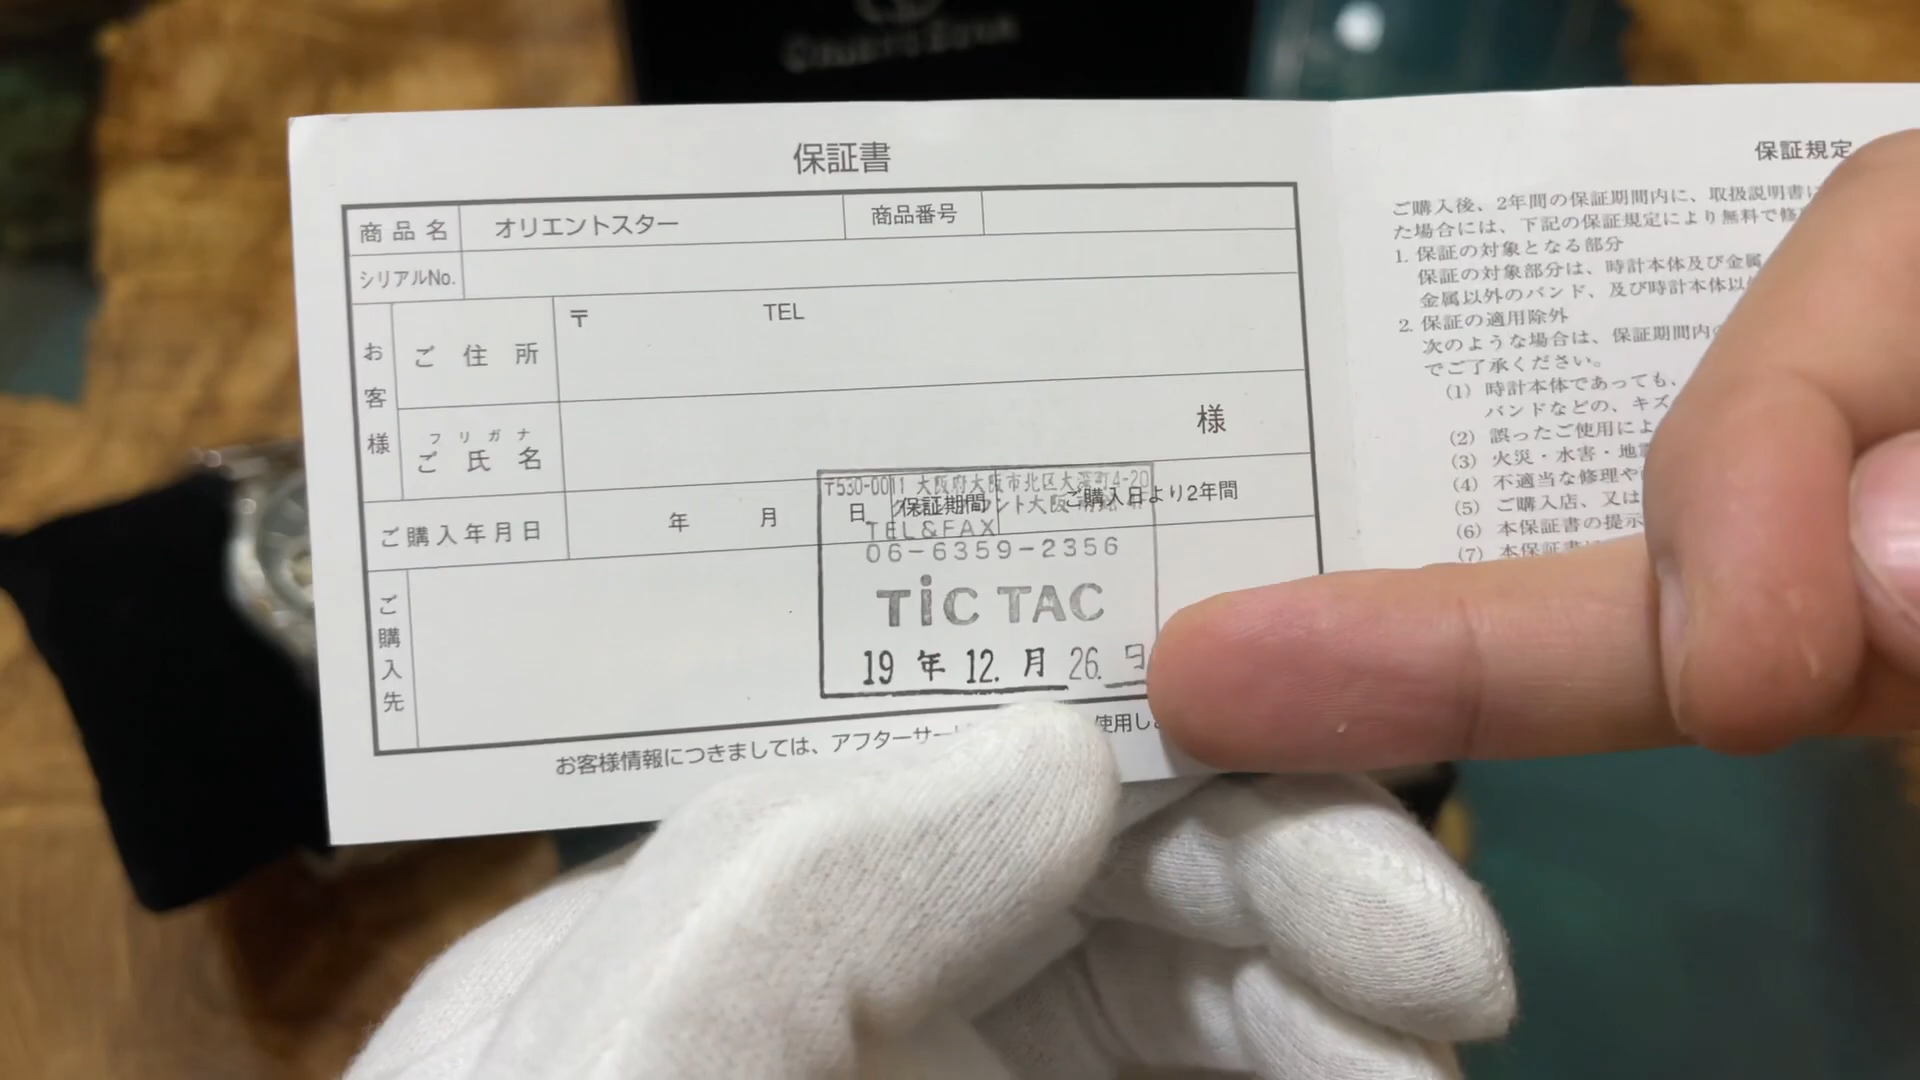 保証書
商品名 オリエントスター 商品番号
シリアルNo.
お客様
ご住所 〒 TEL
フリガナ
ご氏名 様
ご購入年月日 年 月 日 保証期間 ご購入日より2年間
ご購入先
〒530-0011 大阪府大阪市北区大深町4-20
TEL&FAX
06-6359-2356
TiC TAC
19年 12.月 26.日
お客様情報につきましては、アフターサー 使用し
保証規定
ご購入後、2年間の保証期間内に、取扱説明書に
た場合には、下記の保証規定により無料で修
1. 保証の対象となる部分
保証の対象部分は、時計本体及び金属
金属以外のバンド、及び時計本体以
2. 保証の適用除外
次のような場合は、保証期間内の
でご了承ください。
(1) 時計本体であっても、
バンドなどの、キズ
(2) 誤ったご使用によ
(3) 火災・水害・地
(4) 不適当な修理や
(5) ご購入店、又は
(6) 本保証書の提示
(7) 本保証書